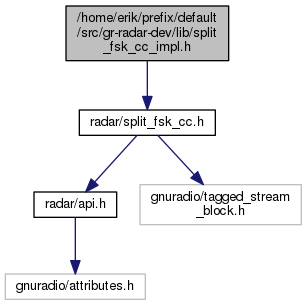 /home/erik/prefix/default
/src/gr-radar-dev/lib/split
_fsk_cc_impl.h
radar/split_fsk_cc.h
radar/api.h
gnuradio/tagged_stream
_block.h
gnuradio/attributes.h